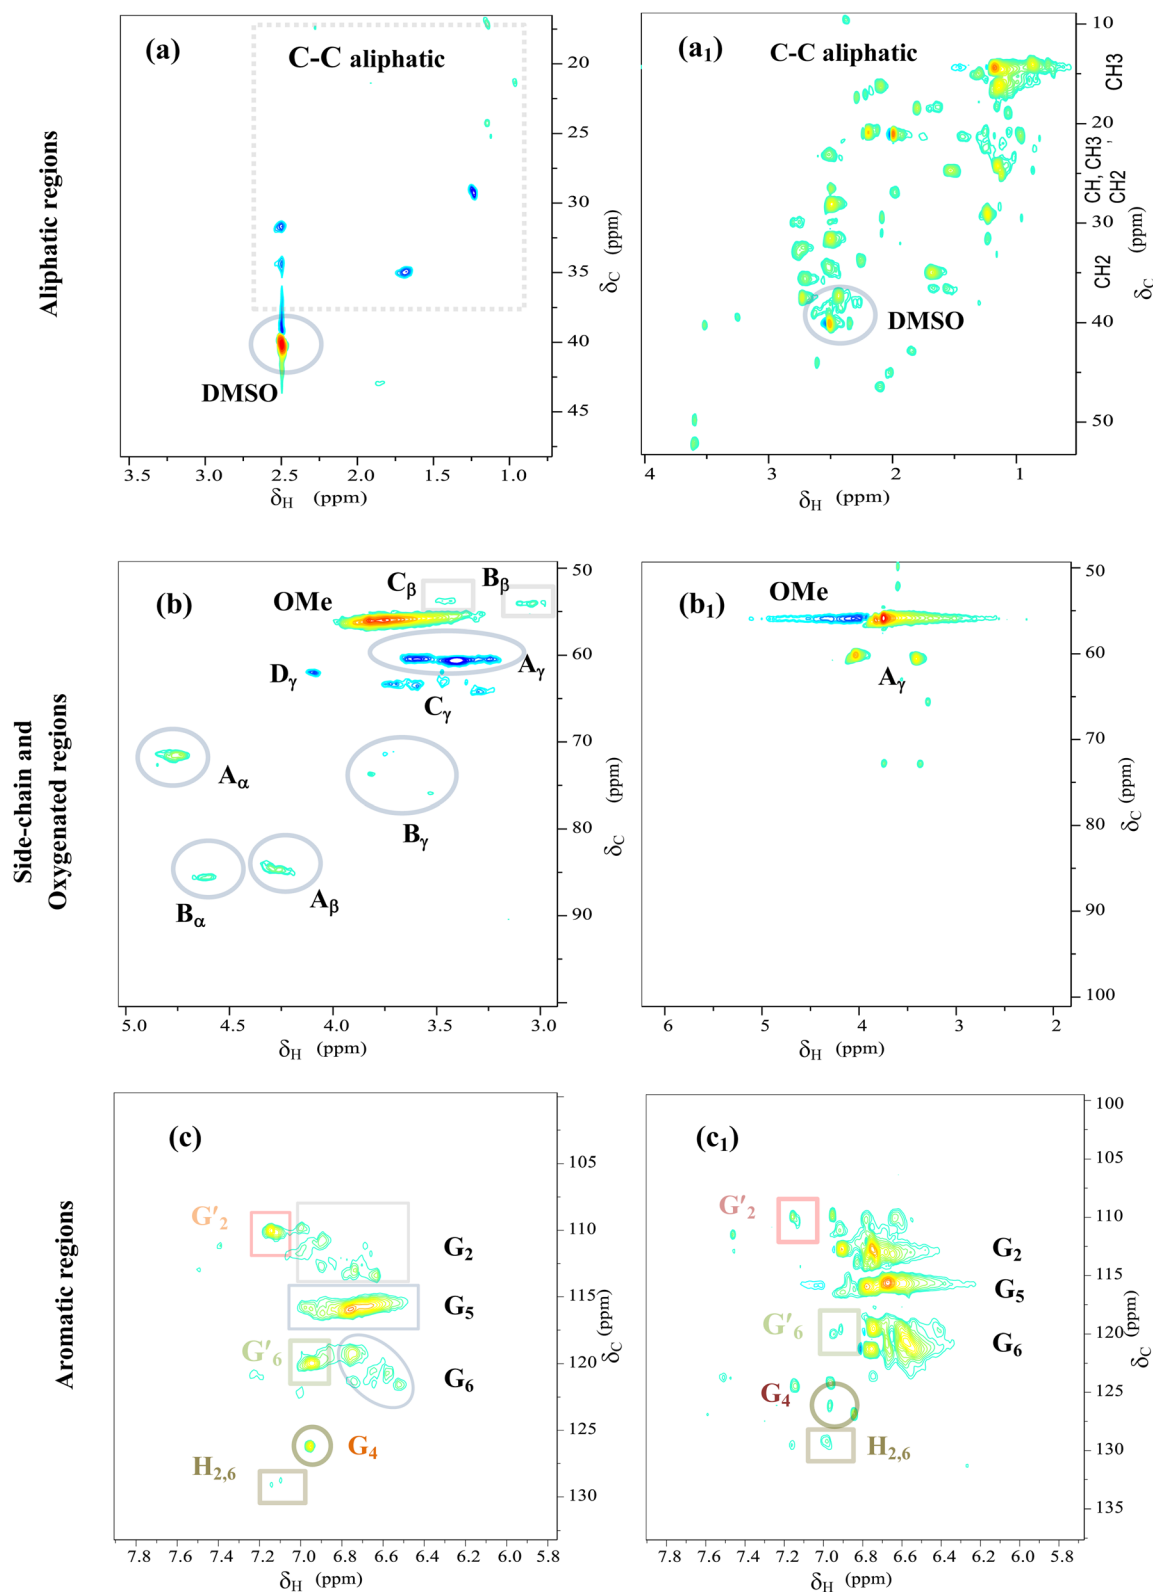 Aliphatic regions
(a)
C-C aliphatic
DMSO
20
25
30
35
40
45
δC (ppm)
3.5 3.0 2.5 2.0 1.5 1.0
δH (ppm)
(a1)
C-C aliphatic
DMSO
10
20
30
40
50
CH3
CH, CH3
CH2
CH2
δC (ppm)
4 3 2 1
δH (ppm)
Side-chain and
Oxygenated regions
(b)
OMe
Cβ
Bβ
Aγ
Dγ
Cγ
Aα
Bγ
Bα
Aβ
50
60
70
80
90
δC (ppm)
5.0 4.5 4.0 3.5 3.0
δH (ppm)
(b1)
OMe
Aγ
50
60
70
80
90
100
δC (ppm)
6 5 4 3 2
δH (ppm)
Aromatic regions
(c)
G′2
G2
G5
G′6
G6
G4
H2,6
105
110
115
120
125
130
δC (ppm)
7.8 7.6 7.4 7.2 7.0 6.8 6.6 6.4 6.2 6.0 5.8
δH (ppm)
(c1)
G′2
G2
G5
G′6
G6
G4
H2,6
100
105
110
115
120
125
130
135
δC (ppm)
7.8 7.6 7.4 7.2 7.0 6.8 6.6 6.4 6.2 6.0 5.8
δH (ppm)